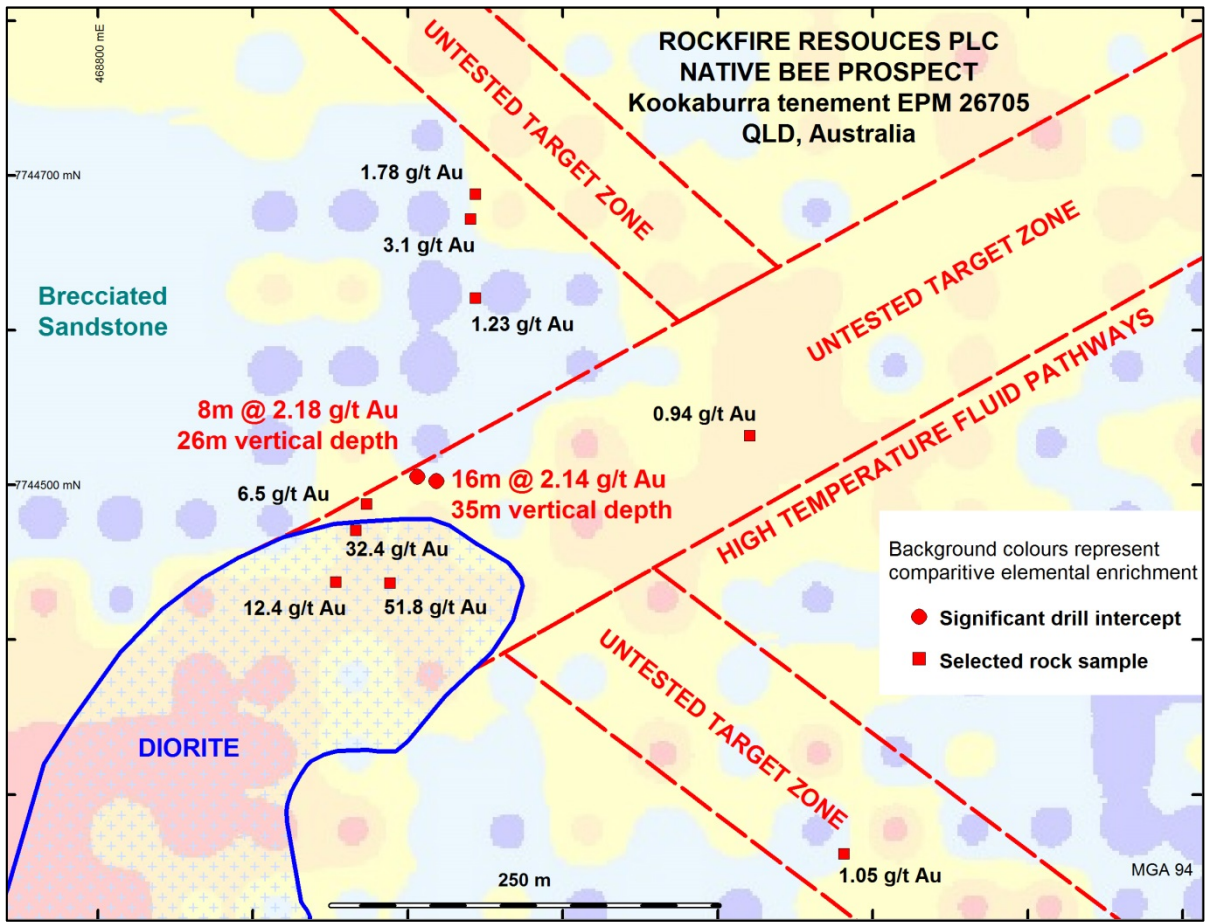 468800 mE
ROCKFIRE RESOUCES PLC
NATIVE BEE PROSPECT
Kookaburra tenement EPM 26705
QLD, Australia
UNTESTED TARGET ZONE
7744700 mN
1.78 g/t Au
3.1 g/t Au
UNTESTED TARGET ZONE
Brecciated
Sandstone
1.23 g/t Au
HIGH TEMPERATURE FLUID PATHWAYS
8m @ 2.18 g/t Au
26m vertical depth
0.94 g/t Au
7744500 mN
6.5 g/t Au
16m @ 2.14 g/t Au
35m vertical depth
32.4 g/t Au
12.4 g/t Au
51.8 g/t Au
Background colours represent
comparitive elemental enrichment
Significant drill intercept
Selected rock sample
UNTESTED TARGET ZONE
DIORITE
1.05 g/t Au
MGA 94
250 m